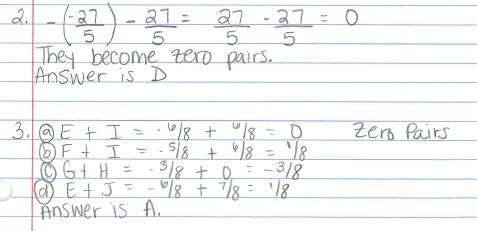 2. -(-27/5) - 27/5 = 27/5 - 27/5 = 0
They become zero pairs.
Answer is D
3. (a) E + I = -6/8 + 6/8 = 0 Zero Pairs
(b) F + I = -5/8 + 6/8 = 1/8
(c) G + H = -3/8 + 0 = -3/8
(d) E + J = -6/8 + 7/8 = 1/8
Answer is A.